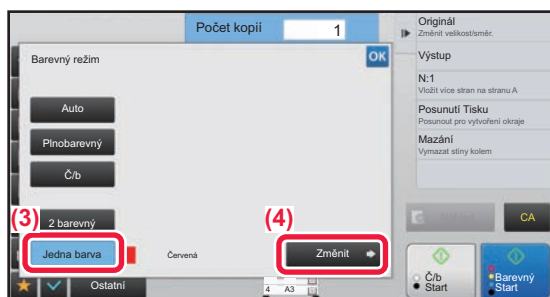 Počet kopií 1
Barevný režim
OK
Auto
Plnobarevný
Č/b
(3)
2 barevný
Jedna barva
Červená
(4)
Změnit
Ostatní
4 A3
Originál
Změnit velikost/směr.
Výstup
N:1
Vložit více stran na stranu A
Posunutí Tisku
Posunout pro vytvoření okraje
Mazání
Vymazat stíny kolem
CA
Č/b
Start
Barevný
Start